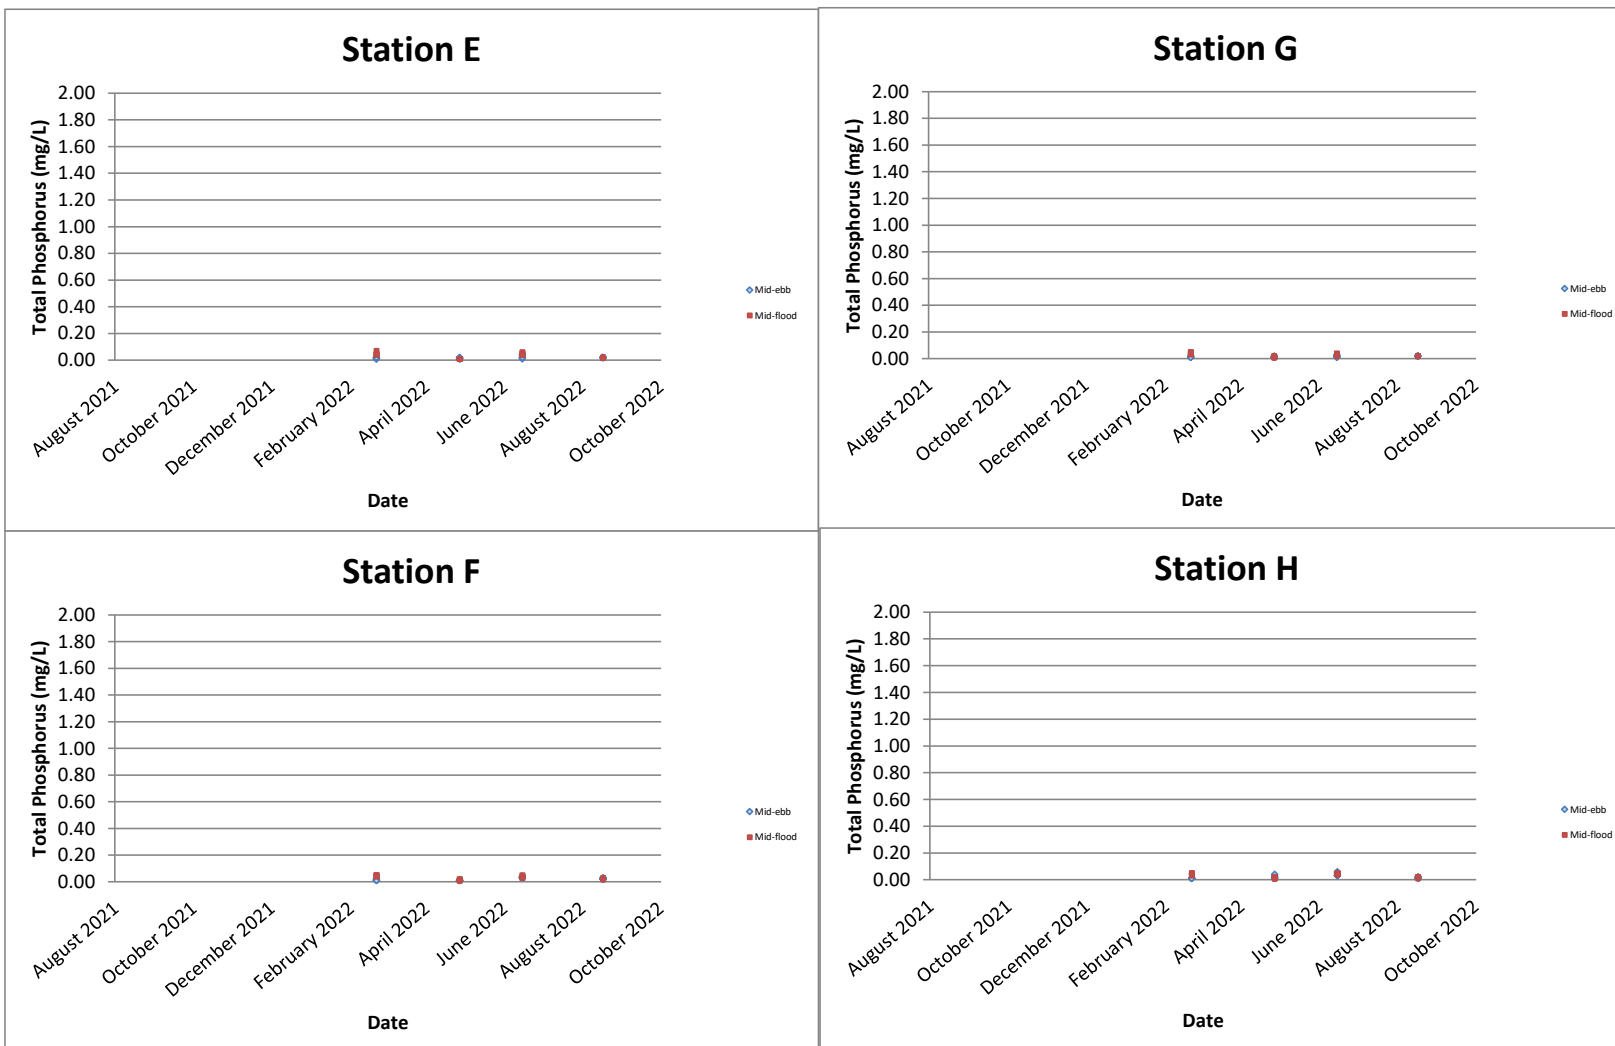 Station E
Total Phosphorus (mg/L)
2.00
1.80
1.60
1.40
1.20
1.00
0.80
0.60
0.40
0.20
0.00
August 2021
October 2021
December 2021
February 2022
April 2022
June 2022
August 2022
October 2022
Date
Mid-ebb
Mid-flood
Station G
Total Phosphorus (mg/L)
2.00
1.80
1.60
1.40
1.20
1.00
0.80
0.60
0.40
0.20
0.00
August 2021
October 2021
December 2021
February 2022
April 2022
June 2022
August 2022
October 2022
Date
Mid-ebb
Mid-flood
Station F
Total Phosphorus (mg/L)
2.00
1.80
1.60
1.40
1.20
1.00
0.80
0.60
0.40
0.20
0.00
August 2021
October 2021
December 2021
February 2022
April 2022
June 2022
August 2022
October 2022
Date
Mid-ebb
Mid-flood
Station H
Total Phosphorus (mg/L)
2.00
1.80
1.60
1.40
1.20
1.00
0.80
0.60
0.40
0.20
0.00
August 2021
October 2021
December 2021
February 2022
April 2022
June 2022
August 2022
October 2022
Date
Mid-ebb
Mid-flood